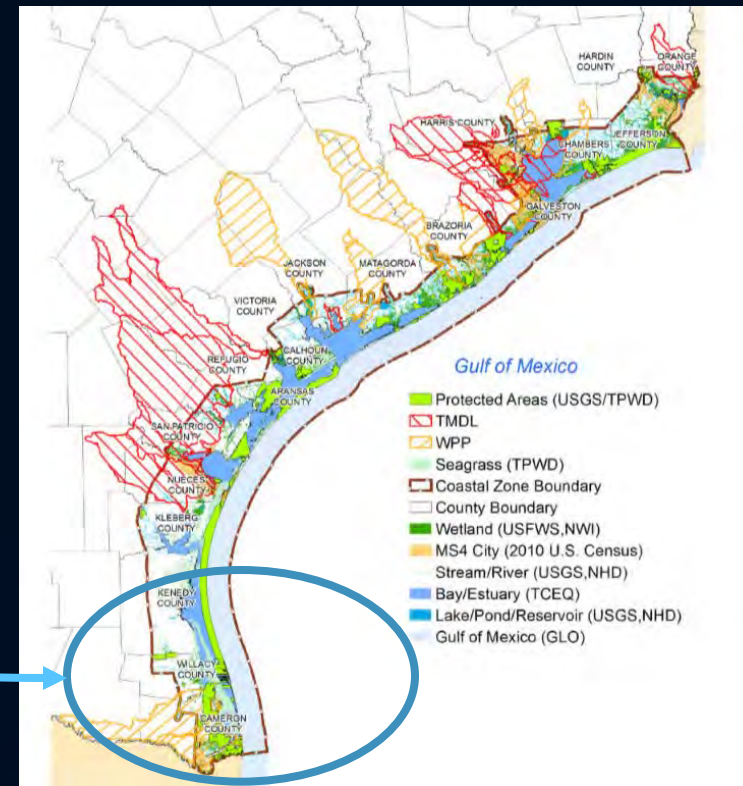 HARDIN
COUNTY
ORANGE
COUNTY
HARRIS COUNTY
JEFFERSON
COUNTY
CHAMBERS
COUNTY
GALVESTON
COUNTY
BRAZORIA
COUNTY
JACKSON
COUNTY
MATAGORDA
COUNTY
VICTORIA
COUNTY
CALHOUN
COUNTY
REFUGIO
COUNTY
ARANSAS
COUNTY
SAN PATRICIO
COUNTY
NUECES
COUNTY
KLEBERG
COUNTY
KENEDY
COUNTY
WILLACY
COUNTY
CAMERON
COUNTY
Gulf of Mexico
Protected Areas (USGS/TPWD)
TMDL
WPP
Seagrass (TPWD)
Coastal Zone Boundary
County Boundary
Wetland (USFWS,NWI)
MS4 City (2010 U.S. Census)
Stream/River (USGS,NHD)
Bay/Estuary (TCEQ)
Lake/Pond/Reservoir (USGS,NHD)
Gulf of Mexico (GLO)